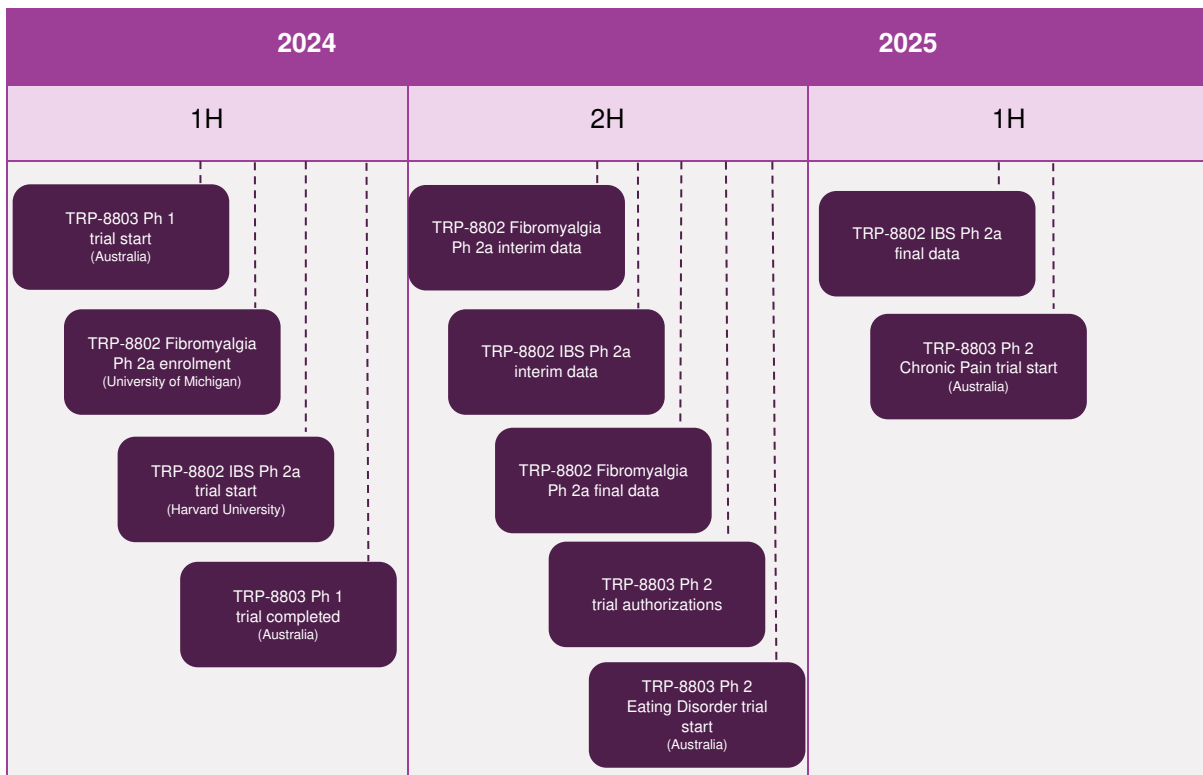 2024
2025
1H
2H
1H
TRP-8803 Ph 1
trial start
(Australia)
TRP-8802 Fibromyalgia
Ph 2a enrolment
(University of Michigan)
TRP-8802 IBS Ph 2a
trial start
(Harvard University)
TRP-8803 Ph 1
trial completed
(Australia)
TRP-8802 Fibromyalgia
Ph 2a interim data
TRP-8802 IBS Ph 2a
interim data
TRP-8802 Fibromyalgia
Ph 2a final data
TRP-8803 Ph 2
trial authorizations
TRP-8803 Ph 2
Eating Disorder trial
start
(Australia)
TRP-8802 IBS Ph 2a
final data
TRP-8803 Ph 2
Chronic Pain trial start
(Australia)